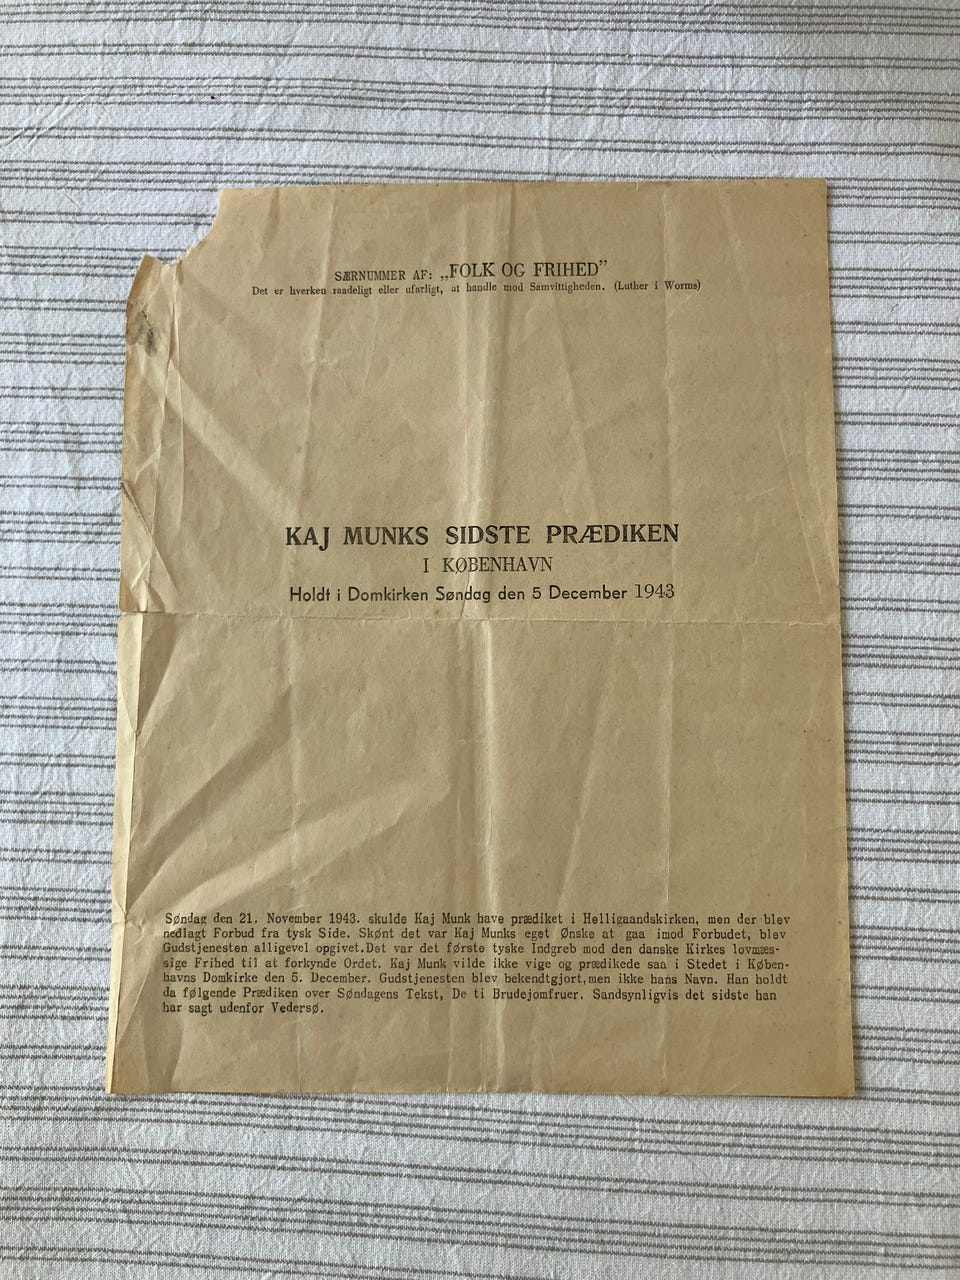 SÆRNUMMER AF: „FOLK OG FRIHED”
Det er hverken raadeligt eller ufarligt, at handle mod Samvittigheden. (Luther i Worms)
KAJ MUNKS SIDSTE PRÆDIKEN
I KØBENHAVN
Holdt i Domkirken Søndag den 5 December 1943
Søndag den 21. November 1943. skulde Kaj Munk have prædiket i Helligaandskirken, men der blev
nedlagt Forbud fra tysk Side. Skønt det var Kaj Munks eget Ønske at gaa imod Forbudet, blev
Gudstjenesten alligevel opgivet.Det var det første tyske Indgreb mod den danske Kirkes lovmæs-
sige Frihed til at forkynde Ordet. Kaj Munk vilde ikke vige og prædikede saa i Stedet i Køben-
havns Domkirke den 5. December. Gudstjenesten blev bekendtgjort,men ikke hans Navn. Han holdt
da følgende Prædiken over Søndagens Tekst, De ti Brudejomfruer. Sandsynligvis det sidste han
har sagt udenfor Vedersø.